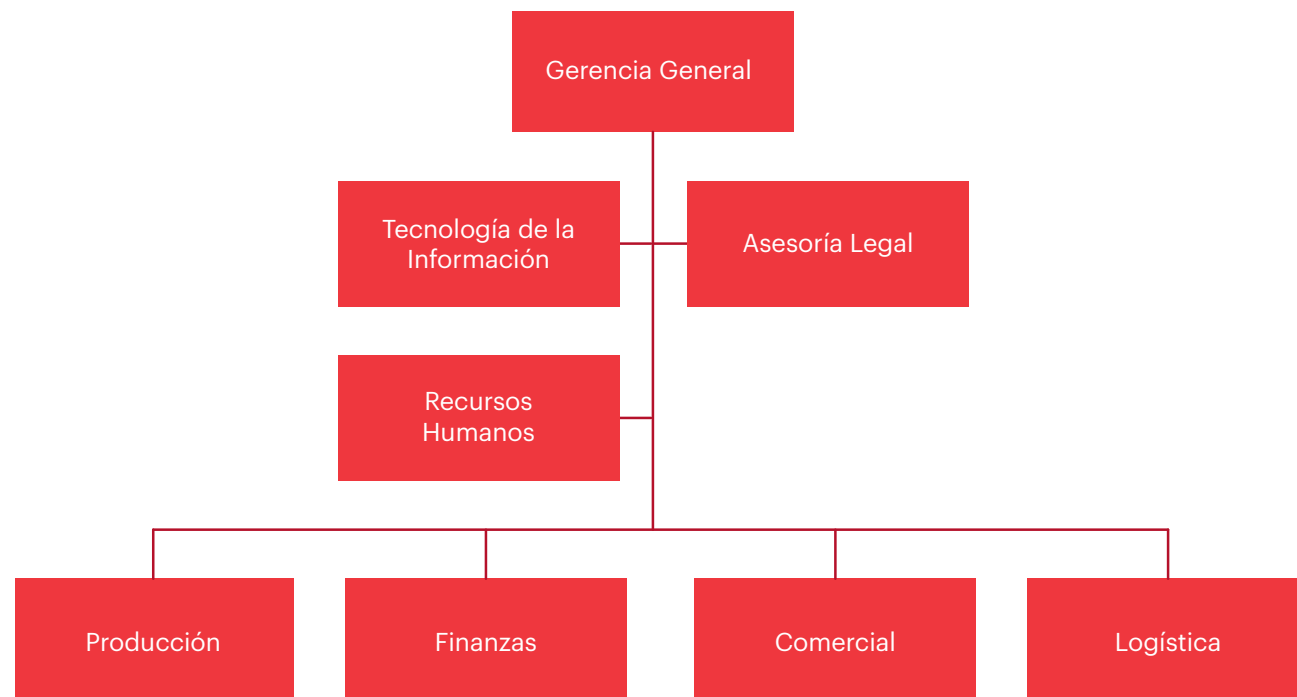 Gerencia General
Tecnología de la
Información
Asesoría Legal
Recursos
Humanos
Producción
Finanzas
Comercial
Logística